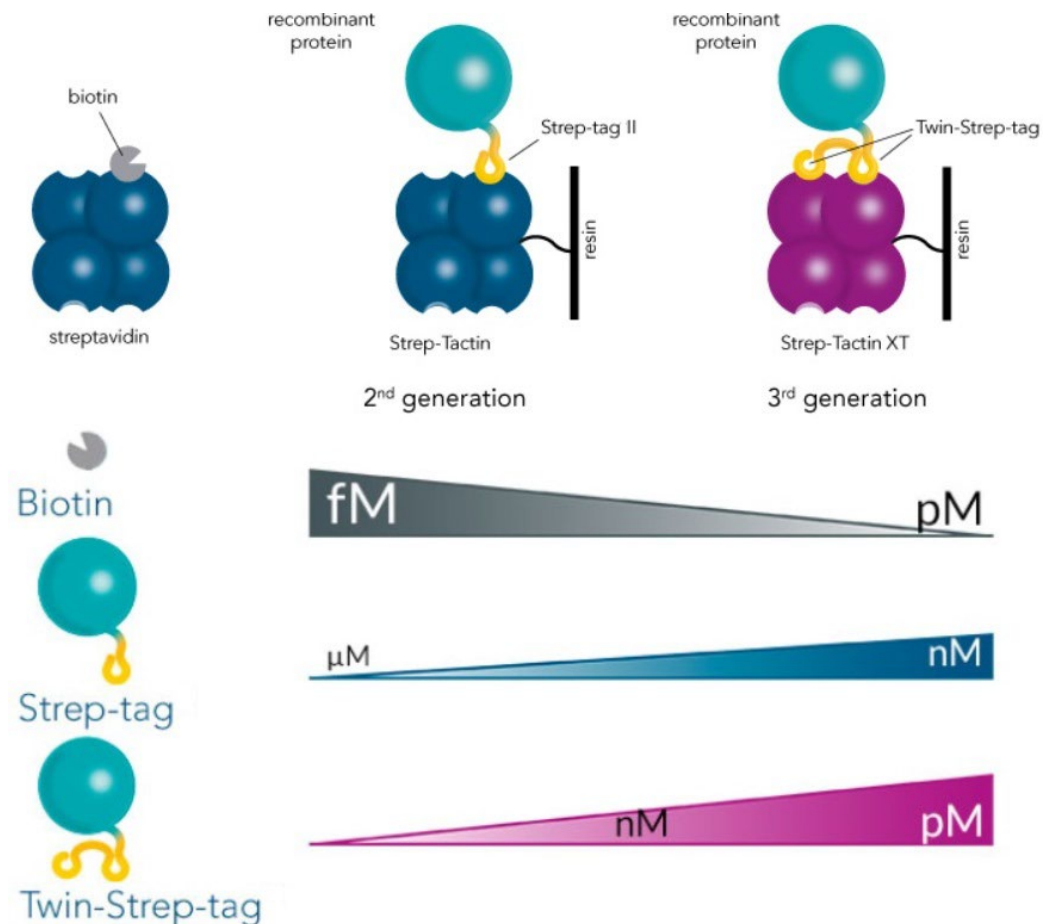 recombinant
protein
recombinant
protein
biotin
Strep-tag II
Twin-Strep-tag
resin
resin
streptavidin
Strep-Tactin
Strep-Tactin XT
2nd generation
3rd generation
Biotin
fM
pM
Strep-tag
µM
nM
Twin-Strep-tag
nM
pM